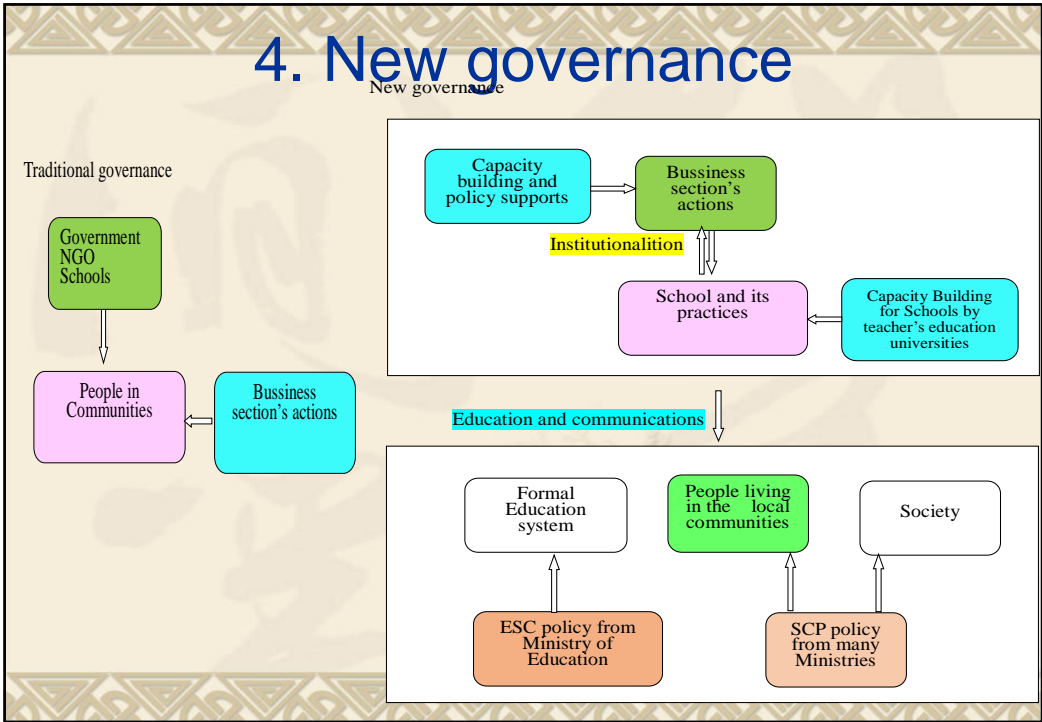 4. New governance
New governance
Traditional governance
Government
NGO
Schools
People in
Communities
Bussiness
section's actions
Capacity
building and
policy supports
Bussiness
section's
actions
Institutionalition
School and its
practices
Capacity Building
for Schools by
teacher's education
universities
Education and communications
Formal
Education
system
People living
in the local
communities
Society
ESC policy from
Ministry of
Education
SCP policy
from many
Ministries